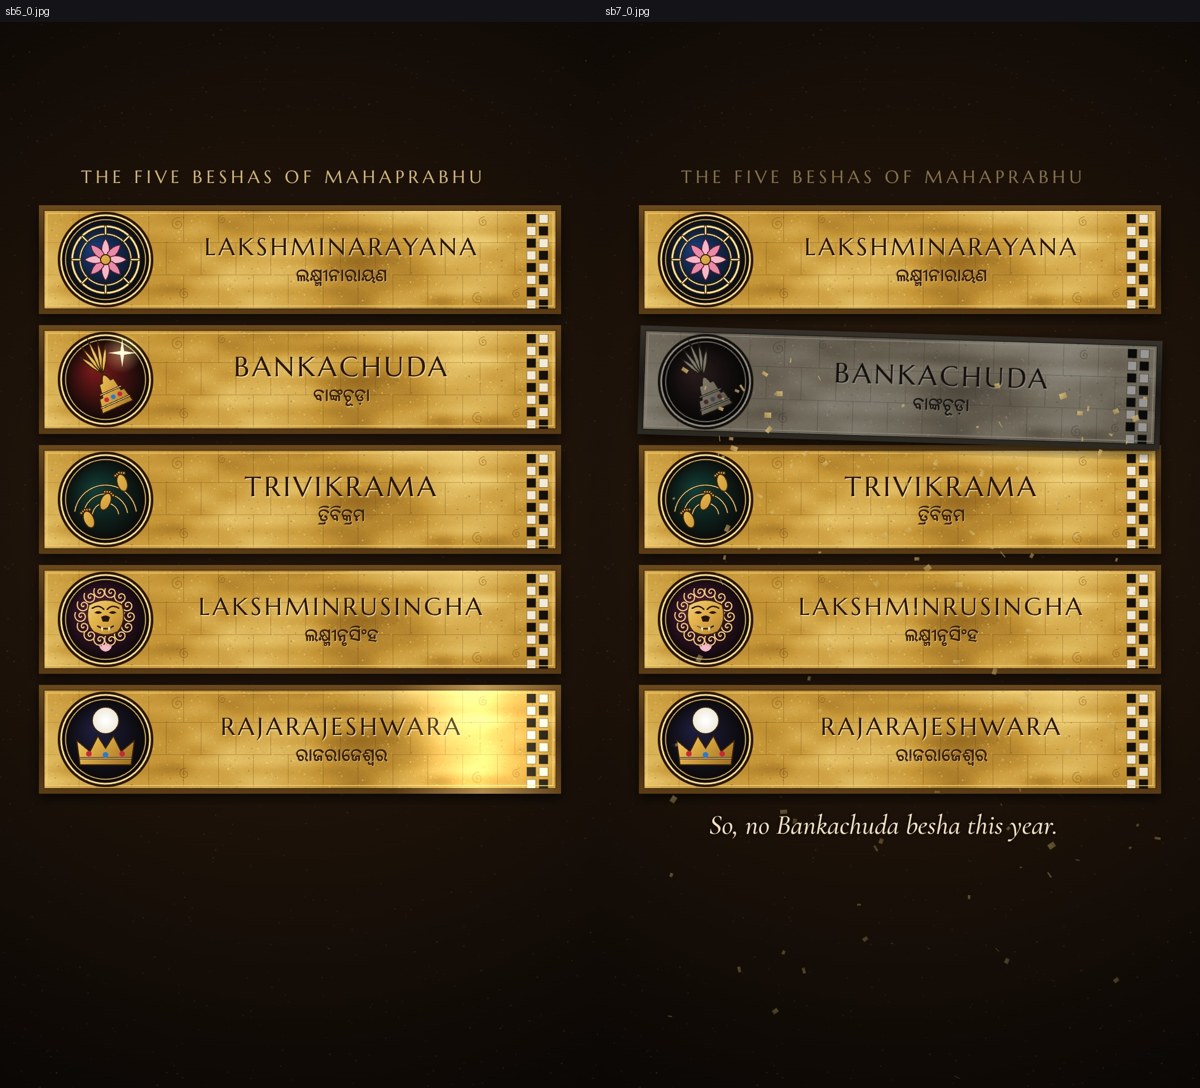 sb5_0.jpg
THE FIVE BESHAS OF MAHAPRABHU
LAKSHMINARAYANA
ଲକ୍ଷ୍ମୀନାରାୟଣ
BANKACHUDA
ବାଙ୍କଚୂଡ଼ା
TRIVIKRAMA
ତ୍ରିବିକ୍ରମ
LAKSHMINRUSINGHA
ଲକ୍ଷ୍ମୀନୃସିଂହ
RAJARAJESHWARA
ରାଜରାଜେଶ୍ୱର
sb7_0.jpg
THE FIVE BESHAS OF MAHAPRABHU
LAKSHMINARAYANA
ଲକ୍ଷ୍ମୀନାରାୟଣ
BANKACHUDA
ବାଙ୍କଚୂଡ଼ା
TRIVIKRAMA
ତ୍ରିବିକ୍ରମ
LAKSHMINRUSINGHA
ଲକ୍ଷ୍ମୀନୃସିଂହ
RAJARAJESHWARA
ରାଜରାଜେଶ୍ୱର
So, no Bankachuda besha this year.